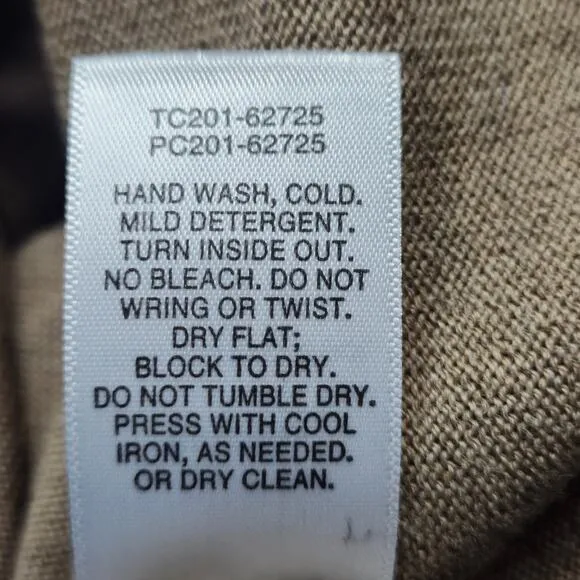 TC201-62725
PC201-62725
HAND WASH, COLD.
MILD DETERGENT.
TURN INSIDE OUT.
NO BLEACH. DO NOT
WRING OR TWIST.
DRY FLAT;
BLOCK TO DRY.
DO NOT TUMBLE DRY.
PRESS WITH COOL
IRON, AS NEEDED.
OR DRY CLEAN.